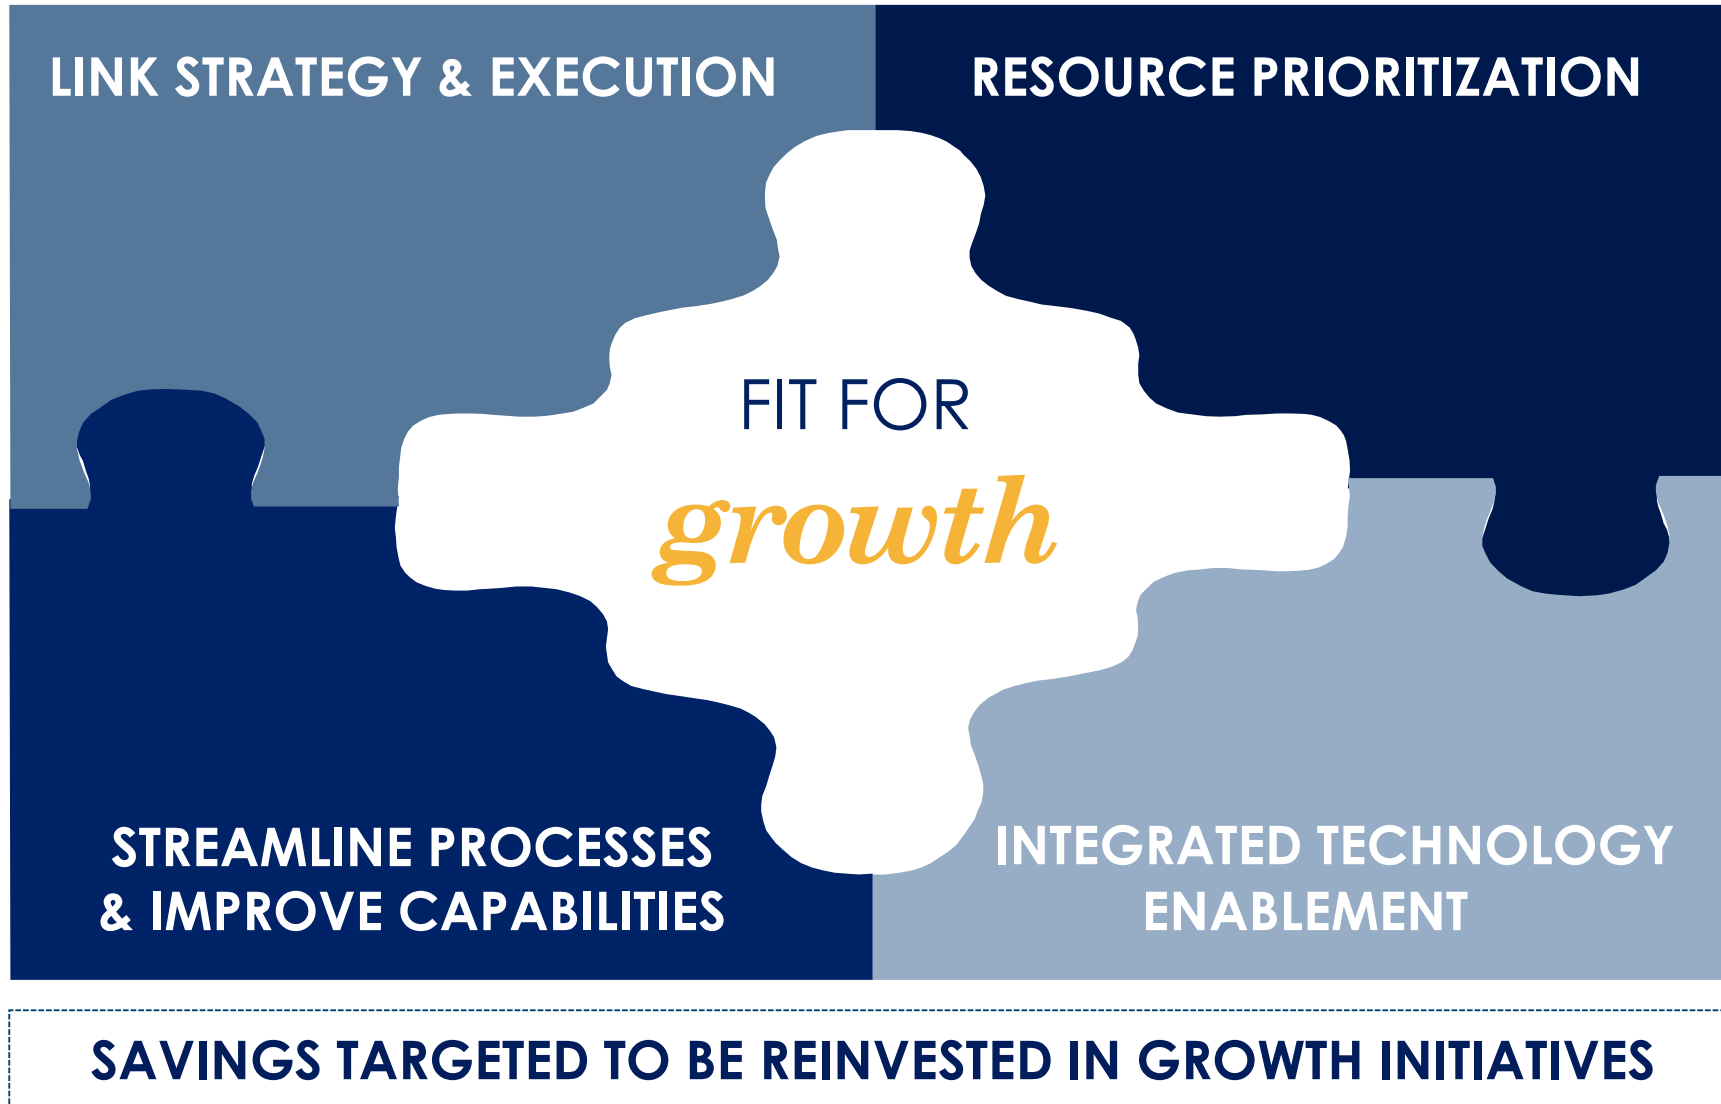 LINK STRATEGY & EXECUTION
RESOURCE PRIORITIZATION
FIT FOR
growth
STREAMLINE PROCESSES
& IMPROVE CAPABILITIES
INTEGRATED TECHNOLOGY
ENABLEMENT
SAVINGS TARGETED TO BE REINVESTED IN GROWTH INITIATIVES